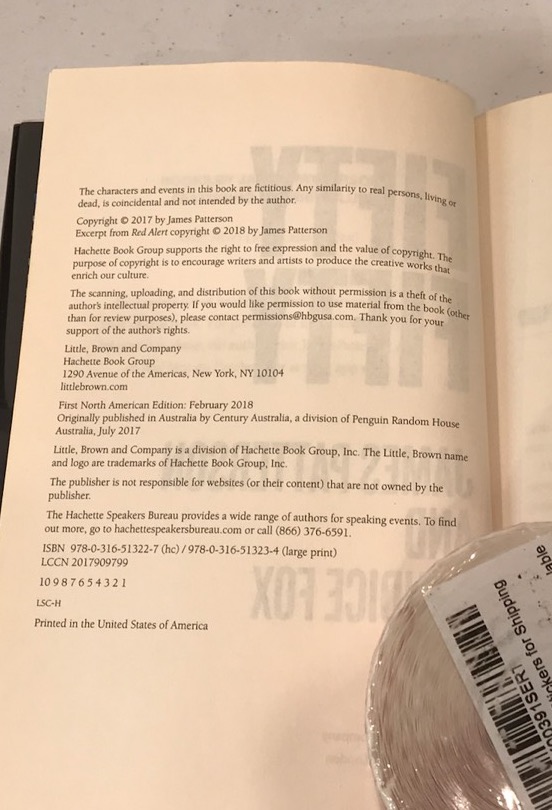 The characters and events in this book are fictitious. Any similarity to real persons, living or
dead, is coincidental and not intended by the author.
Copyright © 2017 by James Patterson
Excerpt from Red Alert copyright © 2018 by James Patterson
Hachette Book Group supports the right to free expression and the value of copyright. The
purpose of copyright is to encourage writers and artists to produce the creative works that
enrich our culture.
The scanning, uploading, and distribution of this book without permission is a theft of the
author's intellectual property. If you would like permission to use material from the book (other
than for review purposes), please contact permissions@hbgusa.com. Thank you for your
support of the author's rights.
Little, Brown and Company
Hachette Book Group
1290 Avenue of the Americas, New York, NY 10104
littlebrown.com
First North American Edition: February 2018
Originally published in Australia by Century Australia, a division of Penguin Random House
Australia, July 2017
Little, Brown and Company is a division of Hachette Book Group, Inc. The Little, Brown name
and logo are trademarks of Hachette Book Group, Inc.
The publisher is not responsible for websites (or their content) that are not owned by the
publisher.
The Hachette Speakers Bureau provides a wide range of authors for speaking events. To find
out more, go to hachettespeakersbureau.com or call (866) 376-6591.
ISBN 978-0-316-51322-7 (hc) / 978-0-316-51323-4 (large print)
LCCN 2017909799
10 9 8 7 6 5 4 3 2 1
LSC-H
Printed in the United States of America
FIFTY
FIFTY
AND
FOX
for Shipping